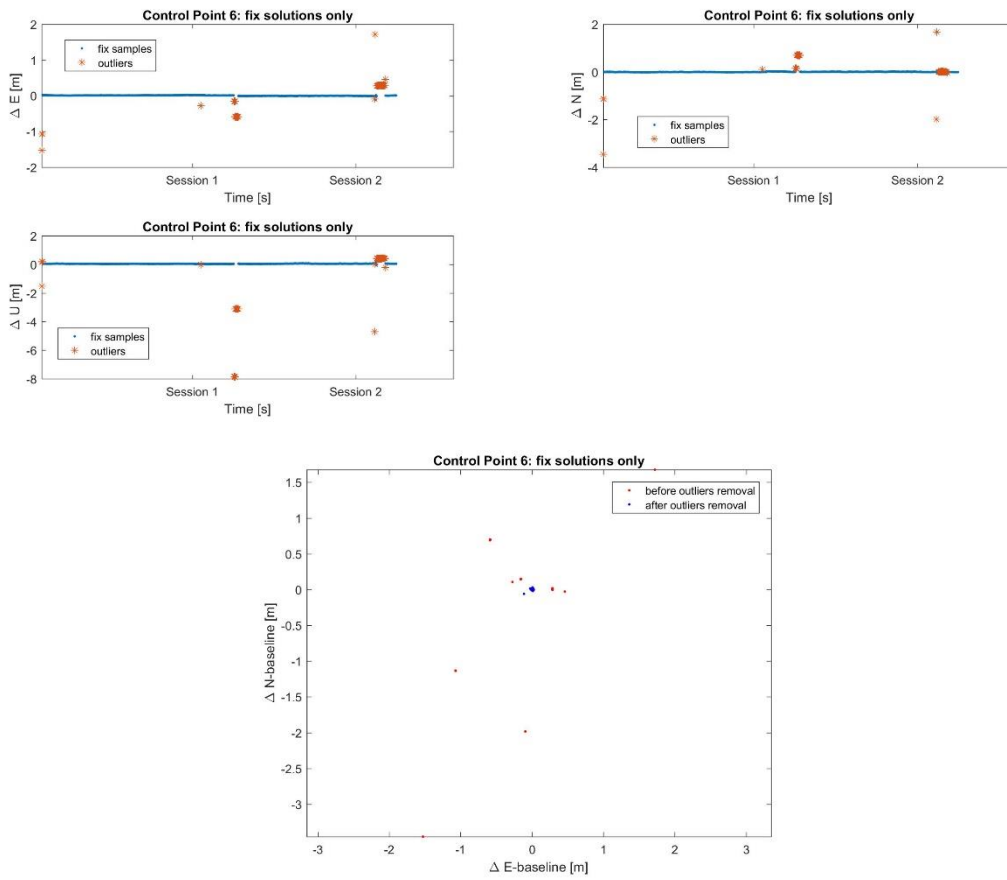 Control Point 6: fix solutions only
2
1
0
-1
-2
Δ E [m]
fix samples
outliers
Session 1
Session 2
Time [s]
Control Point 6: fix solutions only
2
0
-2
-4
Δ N [m]
fix samples
outliers
Session 1
Session 2
Time [s]
Control Point 6: fix solutions only
2
0
-2
-4
-6
-8
Δ U [m]
fix samples
outliers
Session 1
Session 2
Time [s]
Control Point 6: fix solutions only
1.5
1
0.5
0
-0.5
-1
-1.5
-2
-2.5
-3
Δ N-baseline [m]
before outliers removal
after outliers removal
-3
-2
-1
0
1
2
3
Δ E-baseline [m]